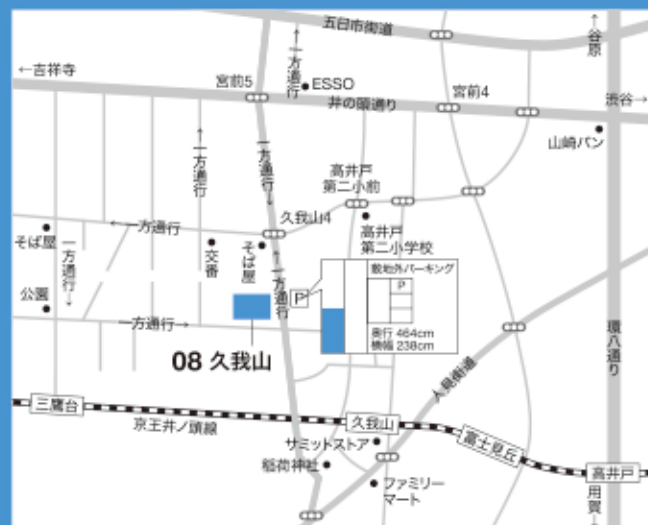 五日市街道
↑谷原
←一方通行
←吉祥寺
宮前5
ESSO
宮前4
井の頭通り
渋谷→
山崎パン
←一方通行
一方通行→
高井戸
第二小前
久我山4
高井戸
第二小学校
←一方通行
そば屋
一方通行→
交番
そば屋
←一方通行
P
敷地外パーキング
P
奥行 464cm
横幅 238cm
公園
一方通行→
08 久我山
環八通り
人見街道
三鷹台
京王井ノ頭線
久我山
富士見丘
高井戸
サミットストア
稲荷神社
ファミリー
マート
用賀→